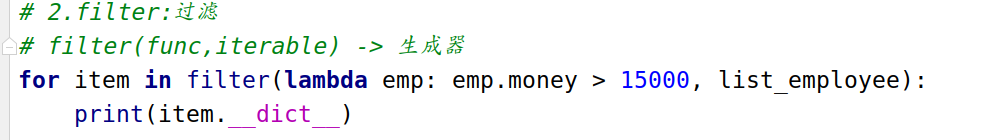 # 2.filter:过滤
# filter(func,iterable) -> 生成器
for item in filter(lambda emp: emp.money > 15000, list_employee):
    print(item.__dict__)